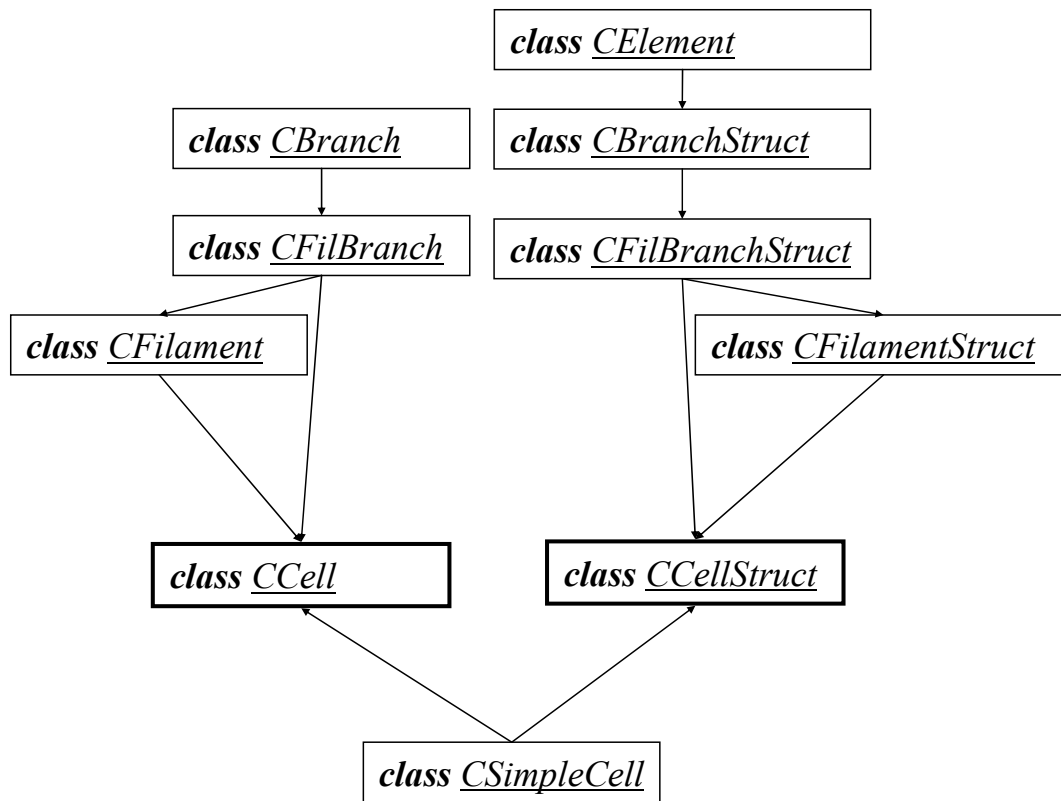 class CElement
class CBranch
class CBranchStruct
class CFilBranch
class CFilBranchStruct
class CFilament
class CFilamentStruct
class CCell
class CCellStruct
class CSimpleCell